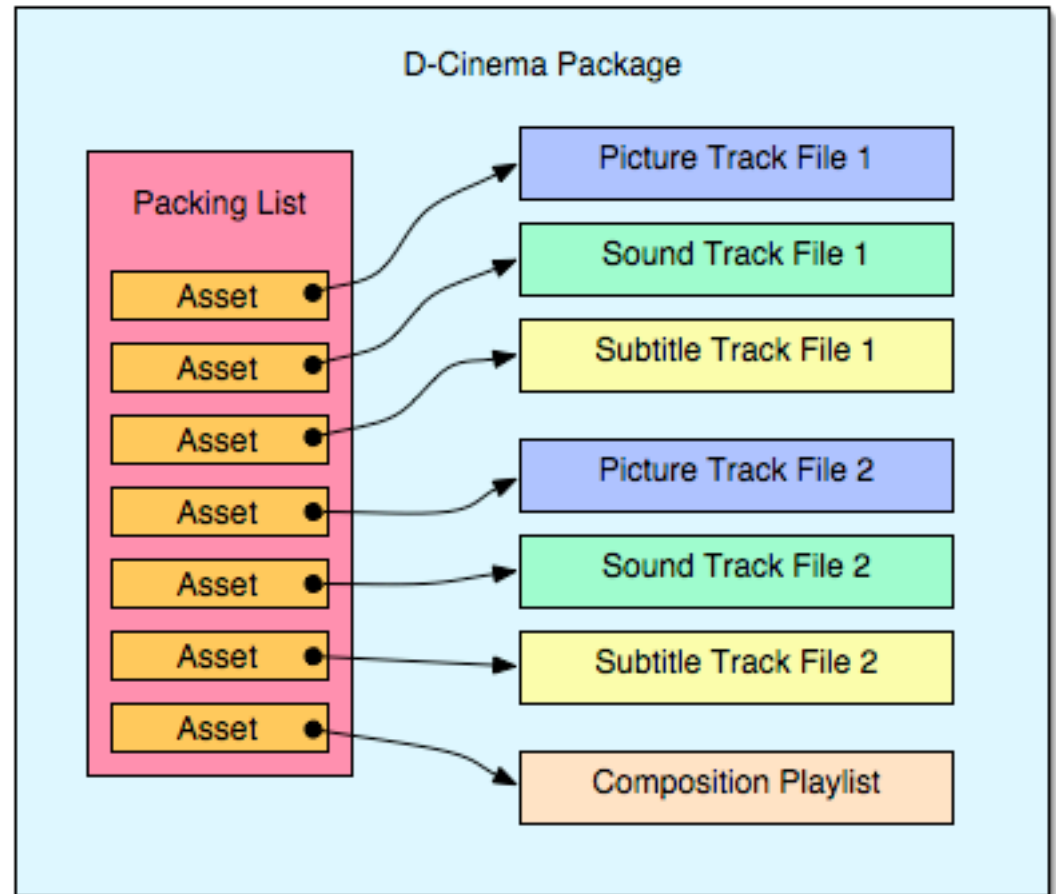 D-Cinema Package
Packing List
Asset
Asset
Asset
Asset
Asset
Asset
Asset
Picture Track File 1
Sound Track File 1
Subtitle Track File 1
Picture Track File 2
Sound Track File 2
Subtitle Track File 2
Composition Playlist